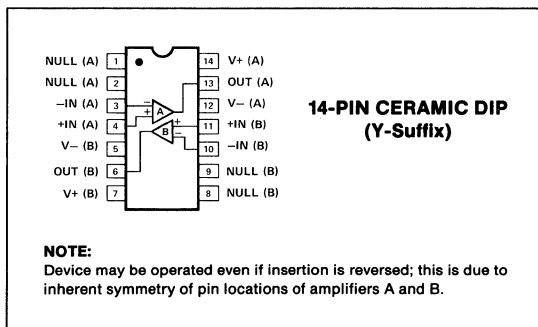 NULL (A) 1 14 V+ (A)
NULL (A) 2 13 OUT (A)
−IN (A) 3 − A 12 V− (A)
+IN (A) 4 + + 11 +IN (B)
V− (B) 5 B − 10 −IN (B)
OUT (B) 6 9 NULL (B)
V+ (B) 7 8 NULL (B)
14-PIN CERAMIC DIP
(Y-Suffix)
NOTE:
Device may be operated even if insertion is reversed; this is due to
inherent symmetry of pin locations of amplifiers A and B.